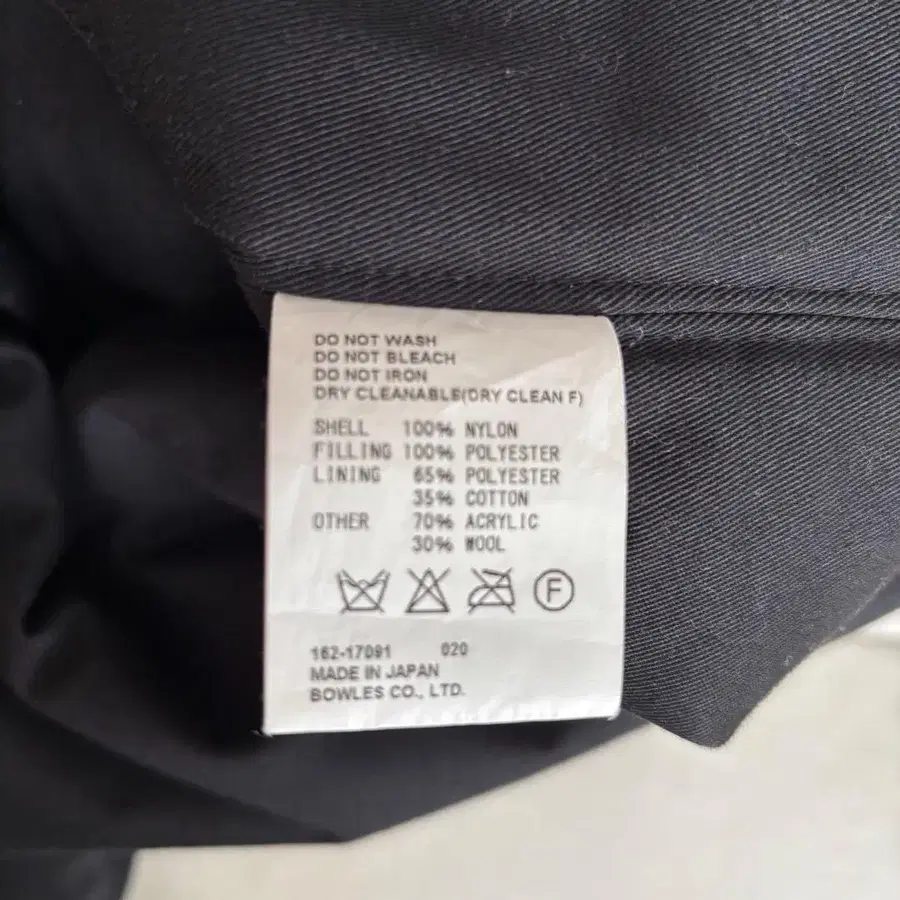 DO NOT WASH
DO NOT BLEACH
DO NOT IRON
DRY CLEANABLE(DRY CLEAN F)
SHELL 100% NYLON
FILLING 100% POLYESTER
LINING 65% POLYESTER
35% COTTON
OTHER 70% ACRYLIC
30% WOOL
F
162-17091 020
MADE IN JAPAN
BOWLES CO., LTD.